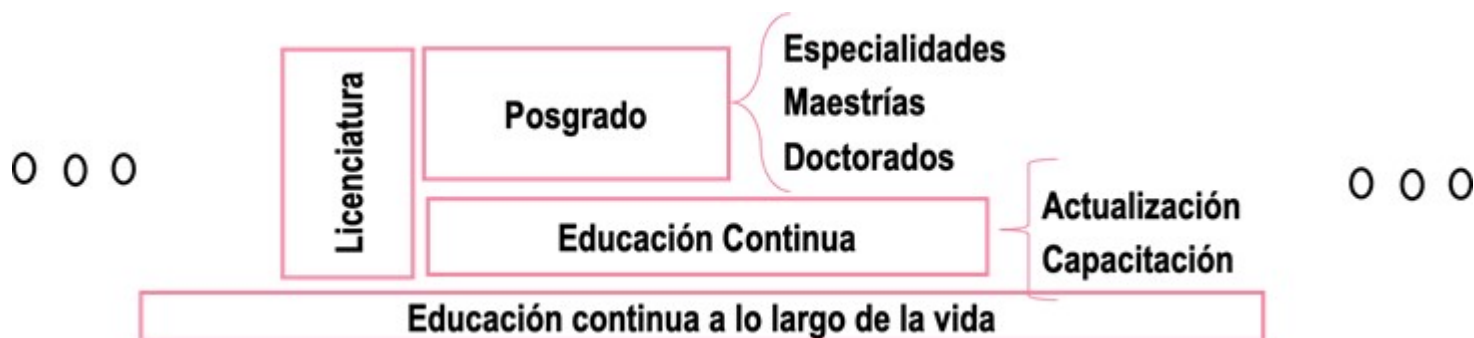 Licenciatura
Posgrado
Especialidades
Maestrías
Doctorados
Educación Continua
Actualización
Capacitación
Educación continua a lo largo de la vida